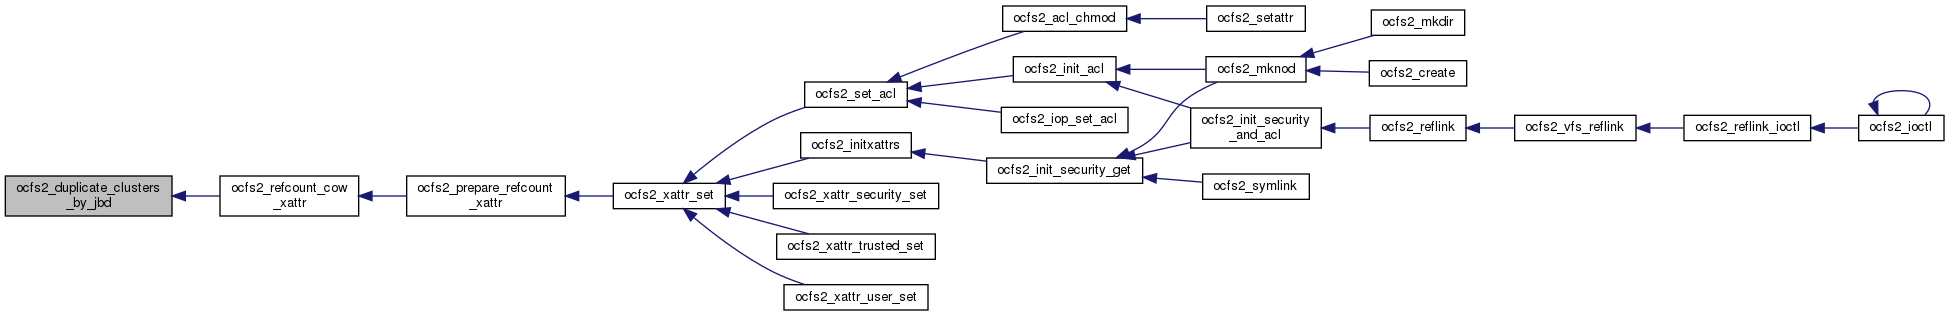 ocfs2_duplicate_clusters
_by_jbd
ocfs2_refcount_cow
_xattr
ocfs2_prepare_refcount
_xattr
ocfs2_xattr_set
ocfs2_set_acl
ocfs2_initxattrs
ocfs2_xattr_security_set
ocfs2_xattr_trusted_set
ocfs2_xattr_user_set
ocfs2_acl_chmod
ocfs2_init_acl
ocfs2_iop_set_acl
ocfs2_init_security_get
ocfs2_setattr
ocfs2_mknod
ocfs2_init_security
_and_acl
ocfs2_symlink
ocfs2_mkdir
ocfs2_create
ocfs2_reflink
ocfs2_vfs_reflink
ocfs2_reflink_ioctl
ocfs2_ioctl